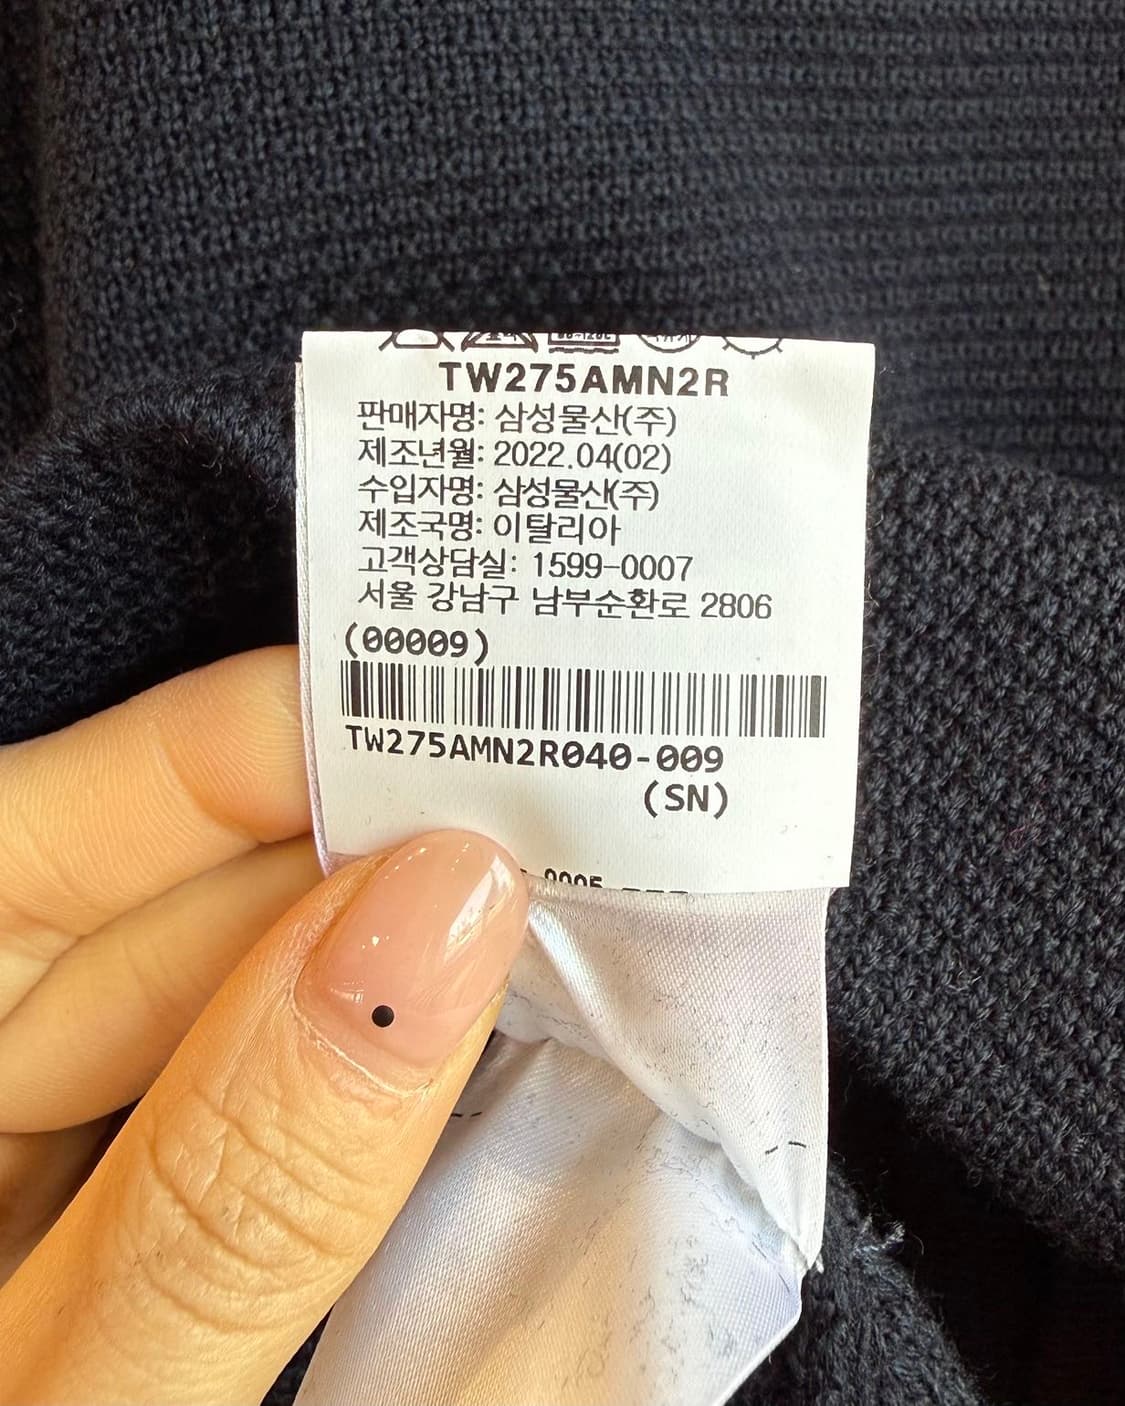 TW275AMN2R
판매자명: 삼성물산(주)
제조년월: 2022.04(02)
수입자명: 삼성물산(주)
제조국명: 이탈리아
고객상담실: 1599-0007
서울 강남구 남부순환로 2806
(00009)
TW275AMN2R040-009
(SN)